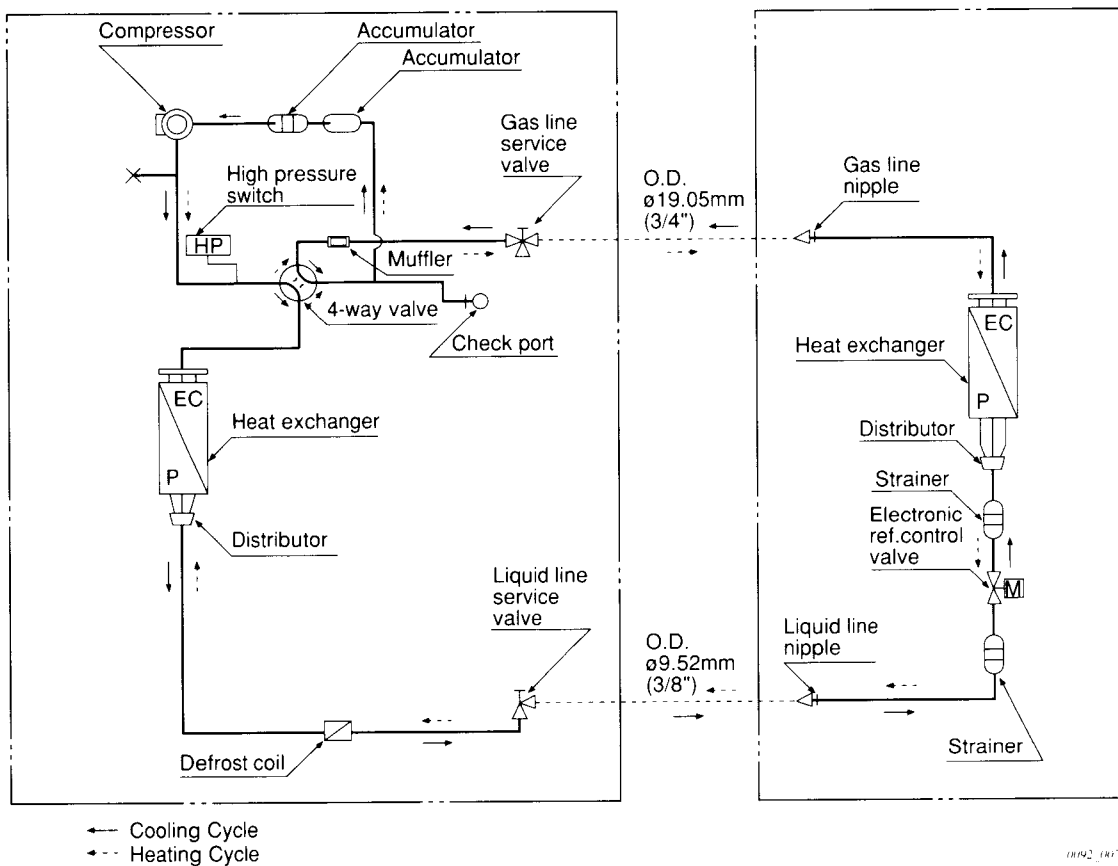 Compressor
Accumulator
Accumulator
High pressure
switch
HP
Muffler
4-way valve
Check port
Gas line
service
valve
O.D.
ø19.05mm
(3/4")
Gas line
nipple
EC
P
Heat exchanger
Distributor
EC
P
Heat exchanger
Distributor
Strainer
Electronic
ref.control
valve
M
Liquid line
service
valve
O.D.
ø9.52mm
(3/8")
Liquid line
nipple
Defrost coil
Strainer
Cooling Cycle
Heating Cycle